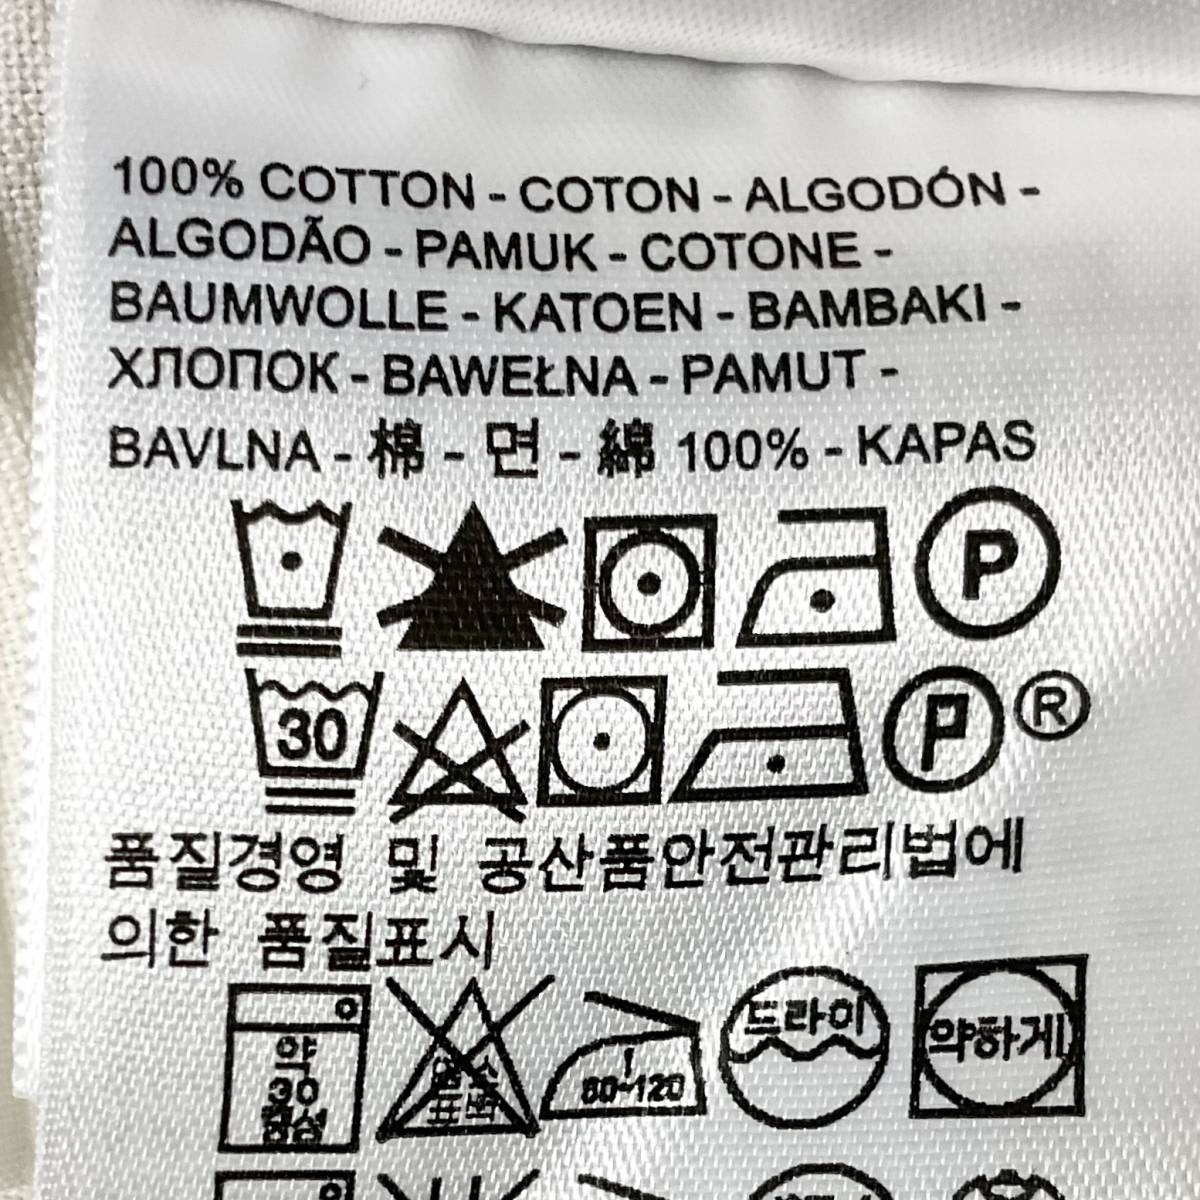 100% COTTON - COTON - ALGODÓN -
ALGODÃO - PAMUK - COTONE -
BAUMWOLLE - KATOEN - BAMBAKI -
ХЛОПОК - BAWEŁNA - PAMUT -
BAVLNA - 棉 - 면 - 綿 100% - KAPAS
P
30 P ®
품질경영 및 공산품안전관리법에
의한 품질표시
약 드라이 약하게
30 80~120